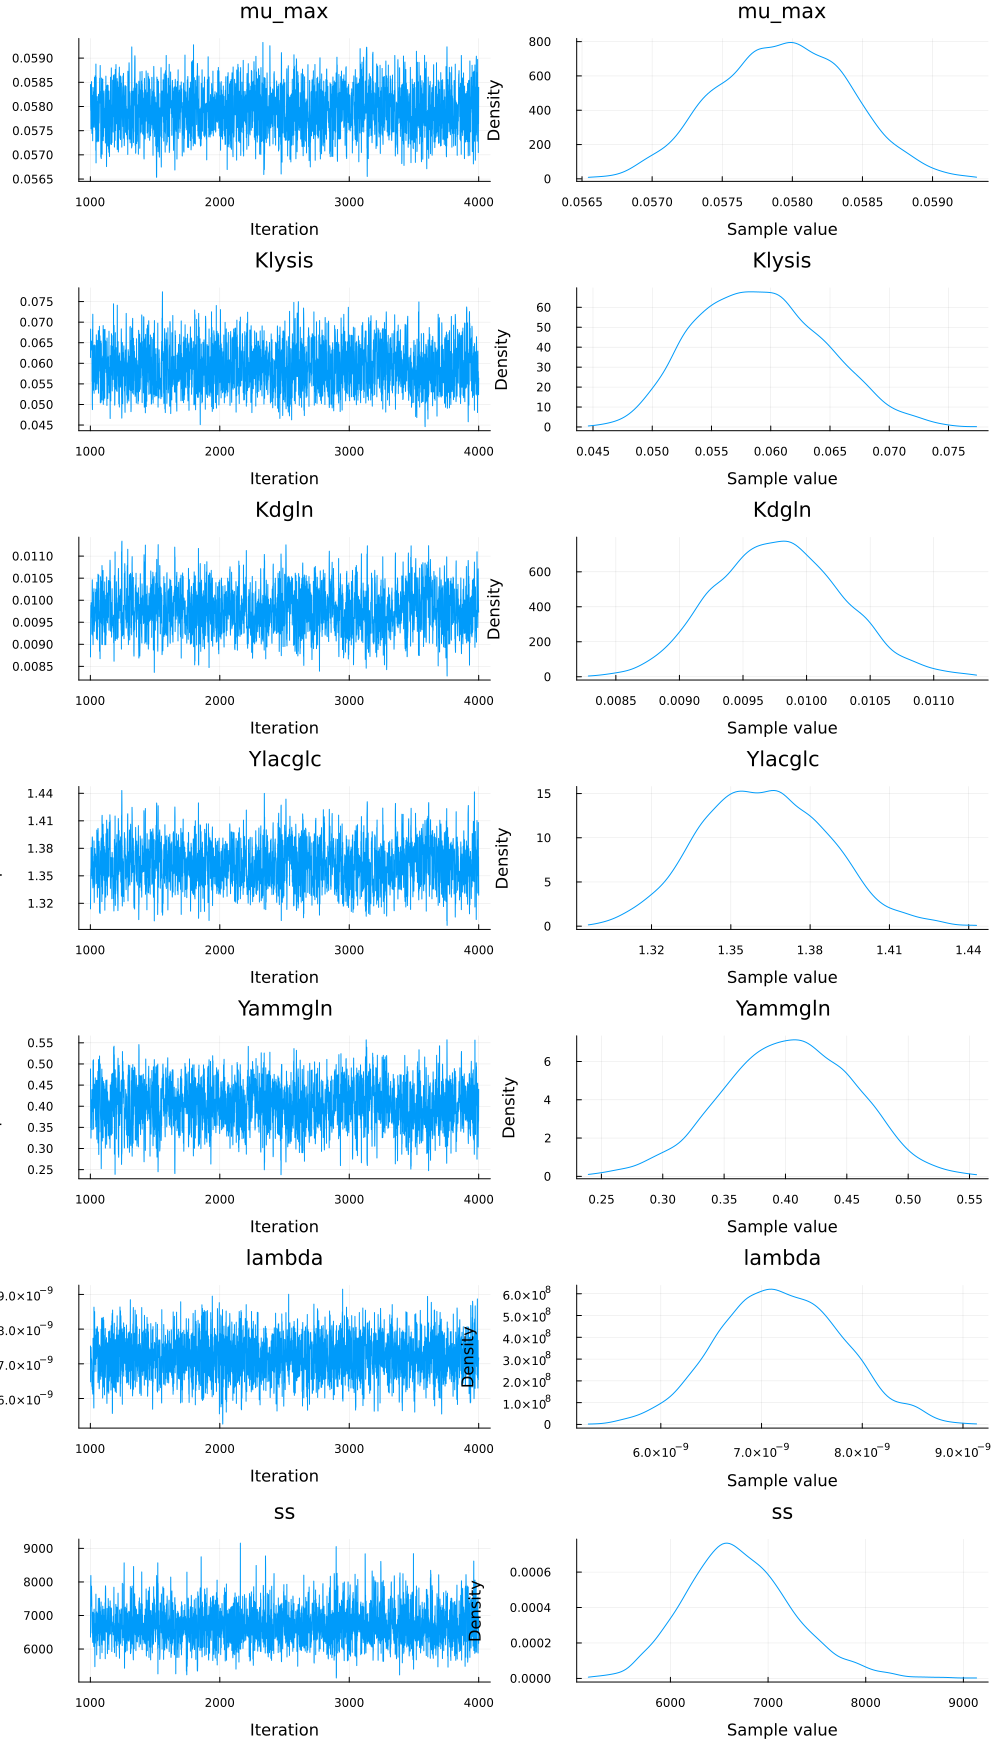 mu_max mu_max
0.0590
0.0585
0.0580
0.0575
0.0570
0.0565
1000 2000 3000 4000
Iteration
Density
800
600
400
200
0
0.0565 0.0570 0.0575 0.0580 0.0585 0.0590
Sample value
Klysis Klysis
0.075
0.070
0.065
0.060
0.055
0.050
0.045
1000 2000 3000 4000
Iteration
Density
60
50
40
30
20
10
0
0.045 0.050 0.055 0.060 0.065 0.070 0.075
Sample value
Kdgln Kdgln
0.0110
0.0105
0.0100
0.0095
0.0090
0.0085
1000 2000 3000 4000
Iteration
Density
600
400
200
0
0.0085 0.0090 0.0095 0.0100 0.0105 0.0110
Sample value
Ylacglc Ylacglc
1.44
1.41
1.38
1.35
1.32
1000 2000 3000 4000
Iteration
Density
15
10
5
0
1.32 1.35 1.38 1.41 1.44
Sample value
Yammgln Yammgln
0.55
0.50
0.45
0.40
0.35
0.30
0.25
1000 2000 3000 4000
Iteration
Density
6
4
2
0
0.25 0.30 0.35 0.40 0.45 0.50 0.55
Sample value
lambda lambda
9.0×10⁻⁹
8.0×10⁻⁹
7.0×10⁻⁹
6.0×10⁻⁹
1000 2000 3000 4000
Iteration
Density
6.0×10⁸
5.0×10⁸
4.0×10⁸
3.0×10⁸
2.0×10⁸
1.0×10⁸
0
6.0×10⁻⁹ 7.0×10⁻⁹ 8.0×10⁻⁹ 9.0×10⁻⁹
Sample value
ss ss
9000
8000
7000
6000
1000 2000 3000 4000
Iteration
Density
0.0006
0.0004
0.0002
0.0000
6000 7000 8000 9000
Sample value